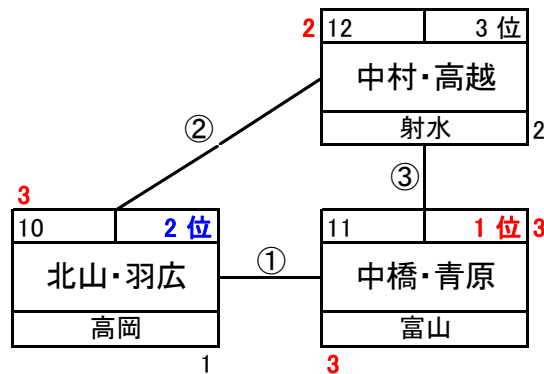 2 12 3 位
中村・高越
射水 2
②
③
3
10 2 位
北山・羽広
高岡
1
①
11 1 位 3
中橋・青原
富山
3